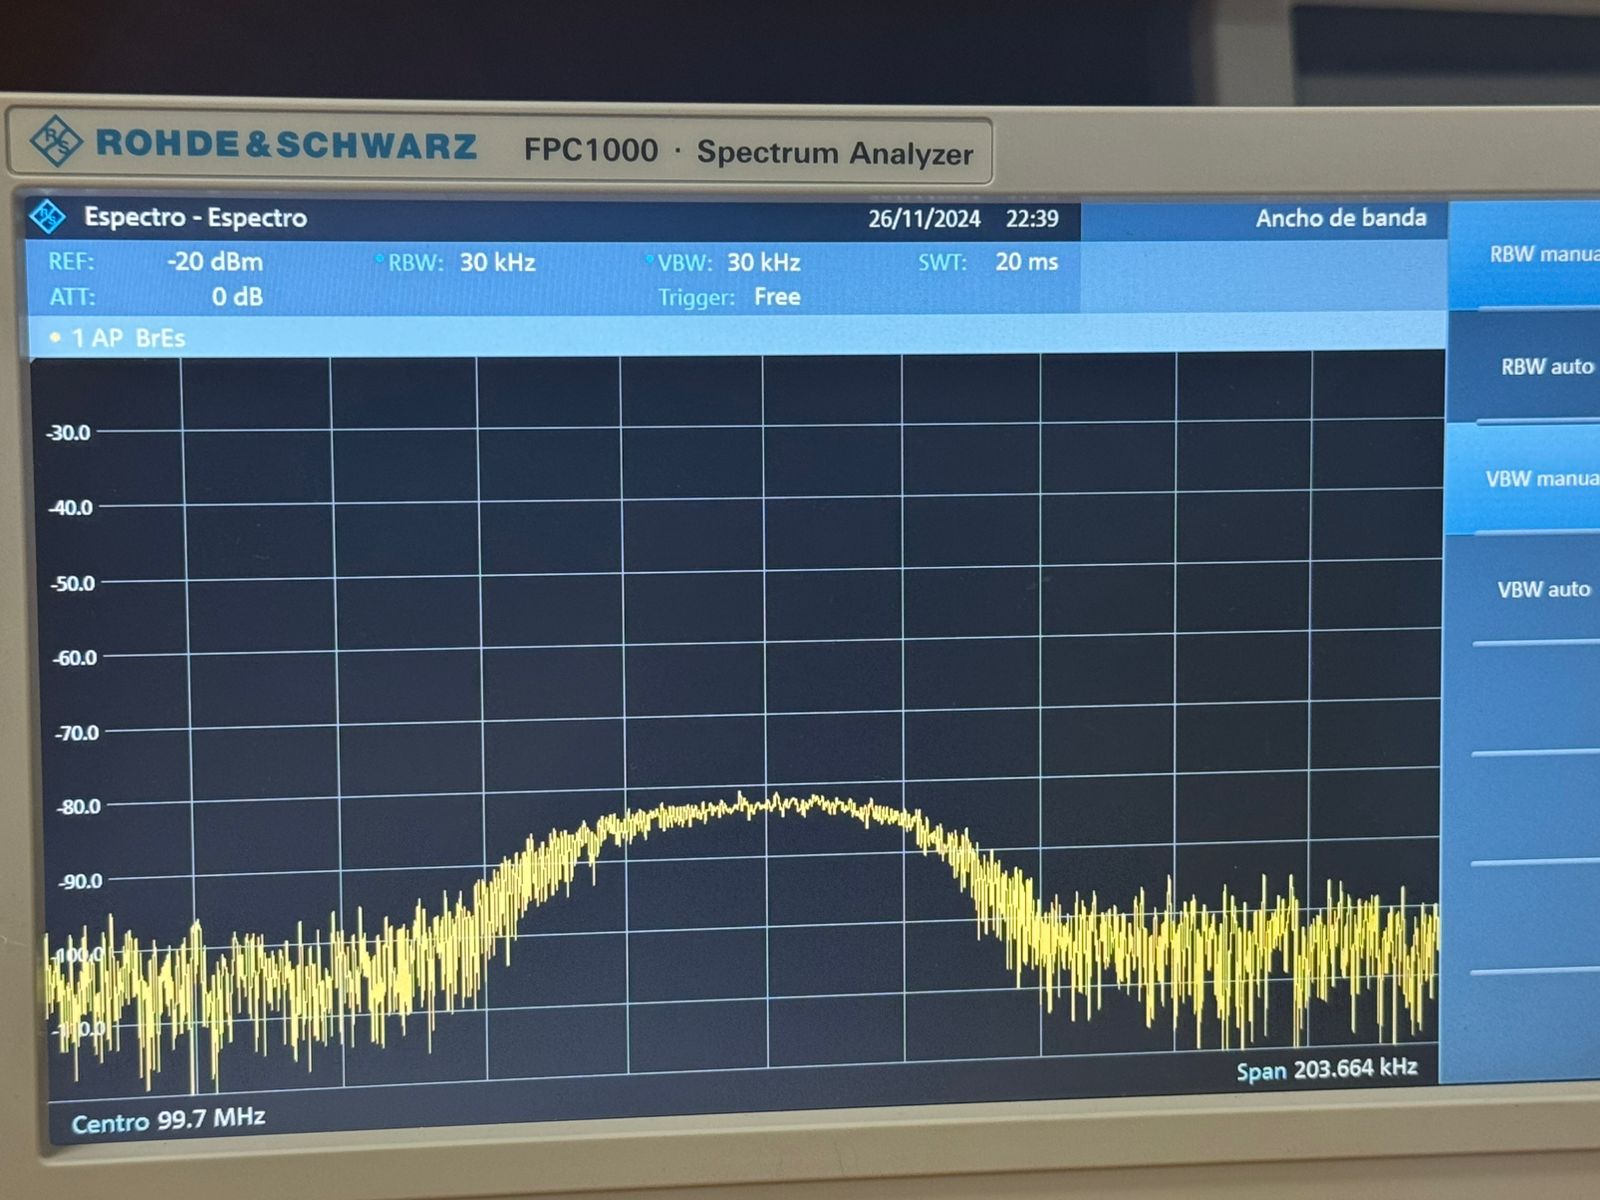 ROHDE&SCHWARZ FPC1000 · Spectrum Analyzer
Espectro - Espectro 26/11/2024 22:39 Ancho de banda
REF: -20 dBm RBW: 30 kHz VBW: 30 kHz SWT: 20 ms
ATT: 0 dB Trigger: Free
1 AP BrEs
RBW manua
RBW auto
VBW manua
VBW auto
-30.0
-40.0
-50.0
-60.0
-70.0
-80.0
-90.0
-100.0
-110.0
Span 203.664 kHz
Centro 99.7 MHz